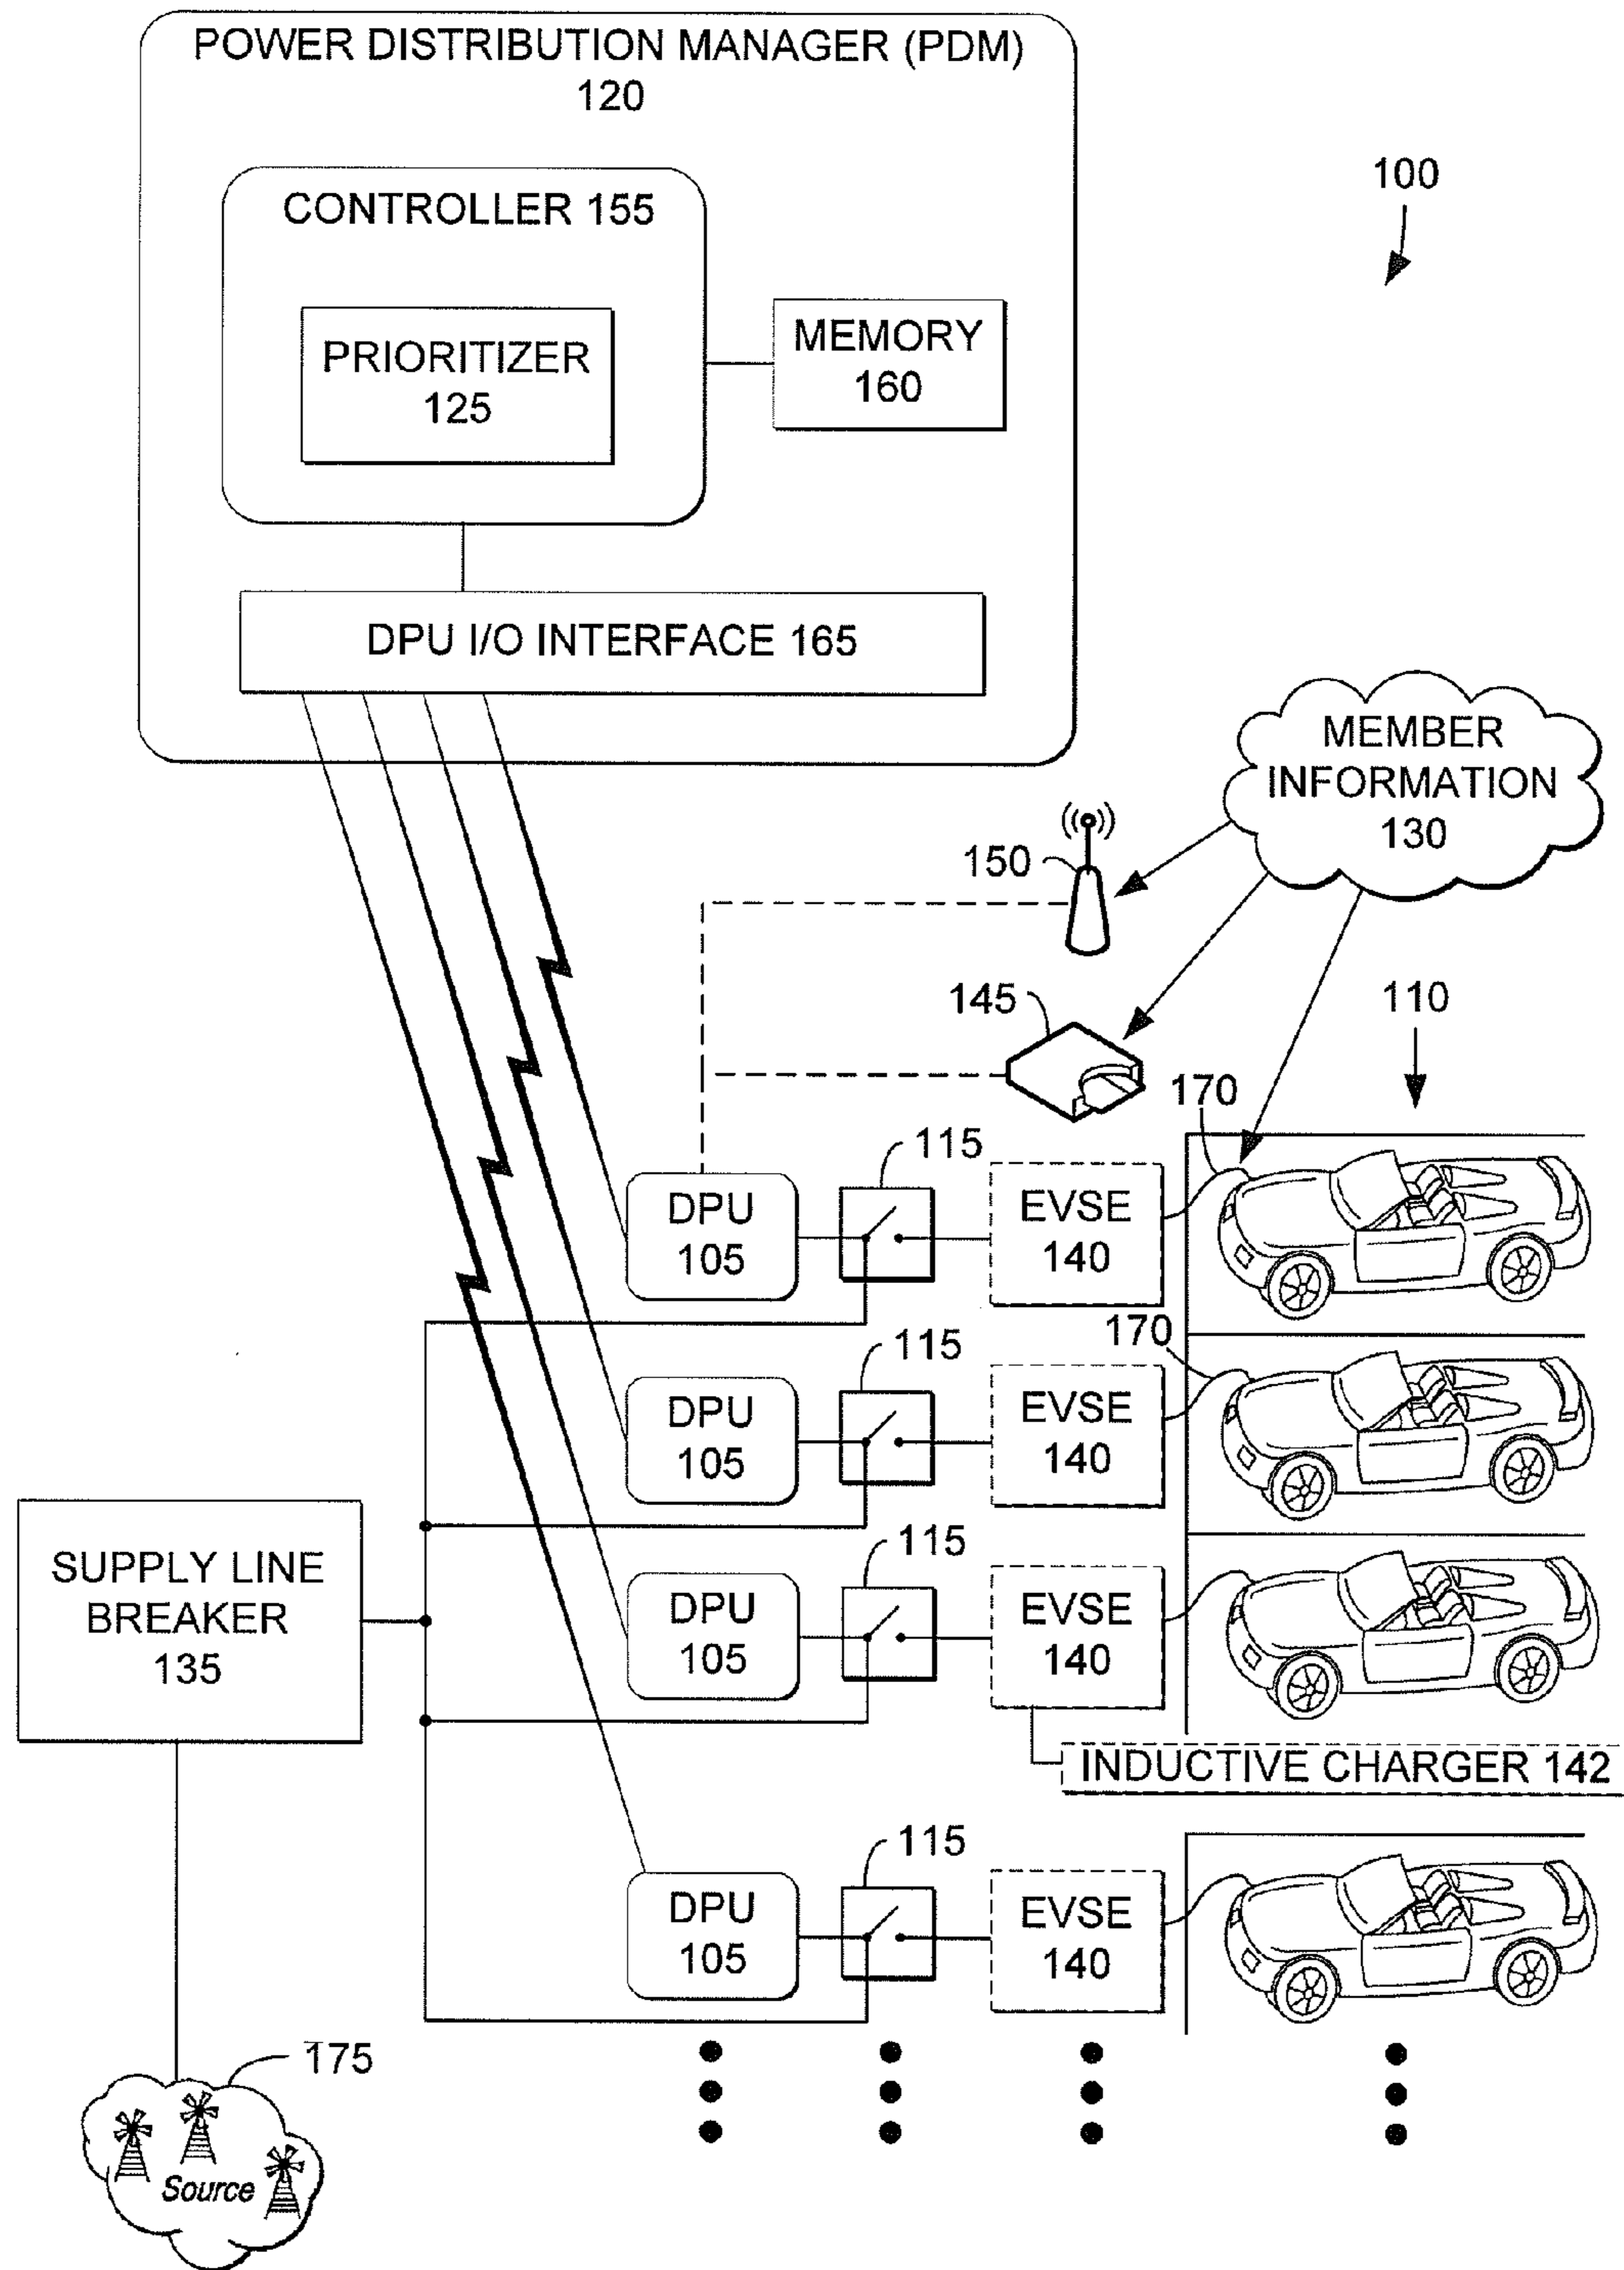 POWER DISTRIBUTION MANAGER (PDM)
120
CONTROLLER 155
PRIORITIZER
125
MEMORY
160
DPU I/O INTERFACE 165
100
MEMBER
INFORMATION
130
150
145
110
170
115
DPU
105
EVSE
140
170
115
DPU
105
EVSE
140
SUPPLY LINE
BREAKER
135
115
DPU
105
EVSE
140
INDUCTIVE CHARGER 142
115
DPU
105
EVSE
140
175
Source